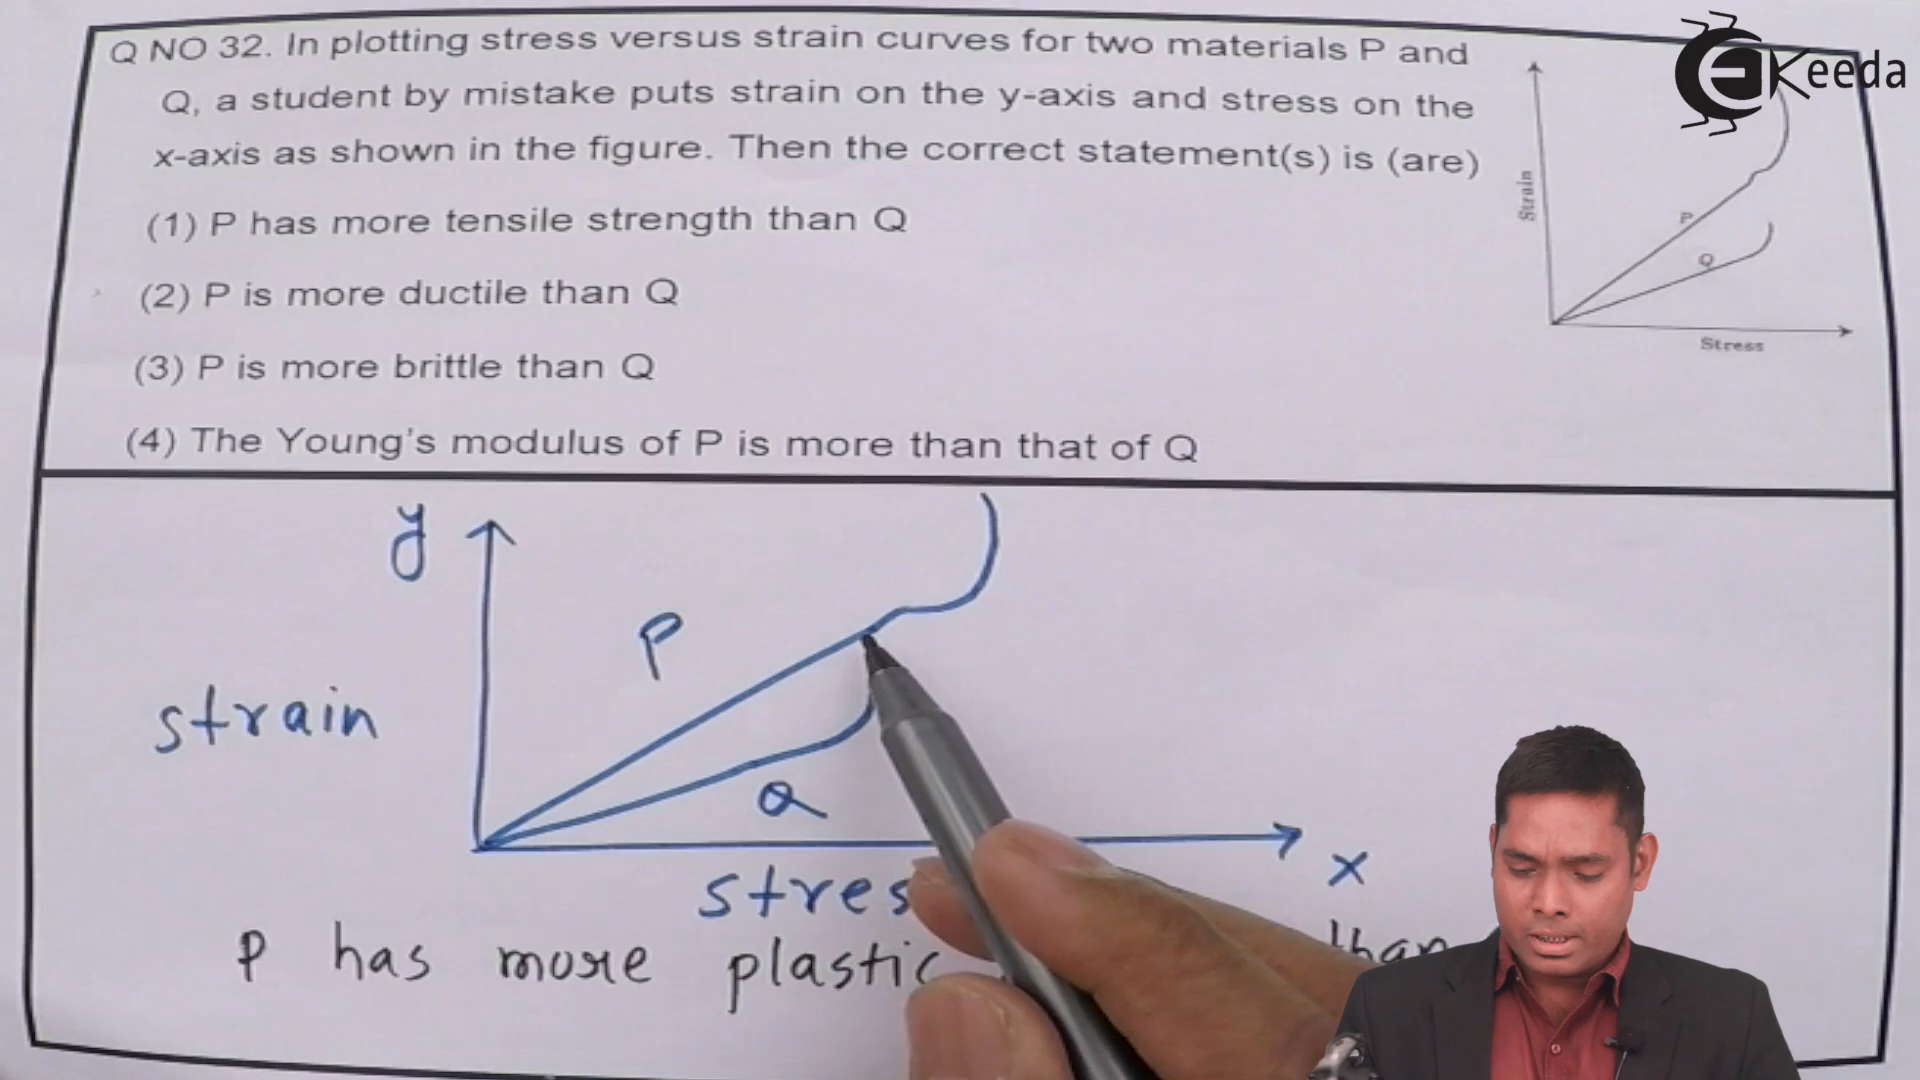 Q NO 32. In plotting stress versus strain curves for two materials P and
Q, a student by mistake puts strain on the y-axis and stress on the
x-axis as shown in the figure. Then the correct statement(s) is (are)
(1) P has more tensile strength than Q
(2) P is more ductile than Q
(3) P is more brittle than Q
(4) The Young's modulus of P is more than that of Q
Keeda
Strain
P
Q
Stress
y
P
strain
Q
x
stres
P has more plastic than